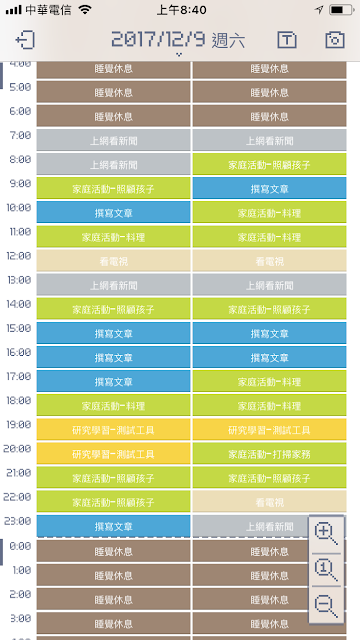 中華電信 上午8:40
2017/12/9 週六
4:00 睡覺休息 睡覺休息
5:00 睡覺休息 睡覺休息
6:00 睡覺休息 睡覺休息
7:00 上網看新聞 上網看新聞
8:00 上網看新聞 家庭活動-照顧孩子
9:00 家庭活動-照顧孩子 撰寫文章
10:00 撰寫文章 家庭活動-料理
11:00 家庭活動-料理 家庭活動-料理
12:00 看電視 看電視
13:00 上網看新聞 上網看新聞
14:00 家庭活動-照顧孩子 家庭活動-照顧孩子
15:00 撰寫文章 撰寫文章
16:00 撰寫文章 撰寫文章
17:00 撰寫文章 家庭活動-料理
18:00 家庭活動-料理 家庭活動-料理
19:00 研究學習-測試工具 研究學習-測試工具
20:00 研究學習-測試工具 家庭活動-打掃家務
21:00 家庭活動-照顧孩子 家庭活動-照顧孩子
22:00 家庭活動-照顧孩子 看電視
23:00 撰寫文章 上網看新聞
0:00 睡覺休息 睡覺休息
1:00 睡覺休息 睡覺休息
2:00 睡覺休息 睡覺休息
3:00 睡覺休息 睡覺休息